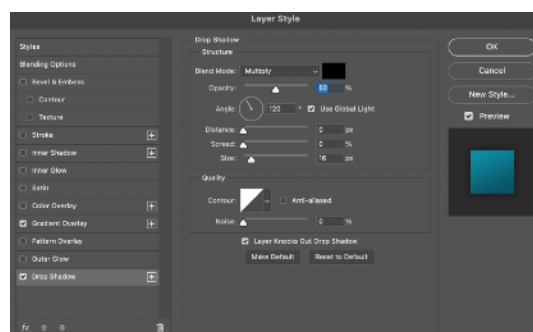 Layer Style
Styles
Blending Options
Bevel & Emboss
Contour
Texture
Stroke
Inner Shadow
Inner Glow
Satin
Color Overlay
Gradient Overlay
Pattern Overlay
Outer Glow
Drop Shadow
fx
Drop Shadow
Structure
Blend Mode: Multiply
Opacity: 50 %
Angle: 120 ° Use Global Light
Distance: 0 px
Spread: 0 %
Size: 16 px
Quality
Contour: Anti-aliased
Noise: 0 %
Layer Knocks Out Drop Shadow
Make Default Reset to Default
OK
Cancel
New Style...
Preview